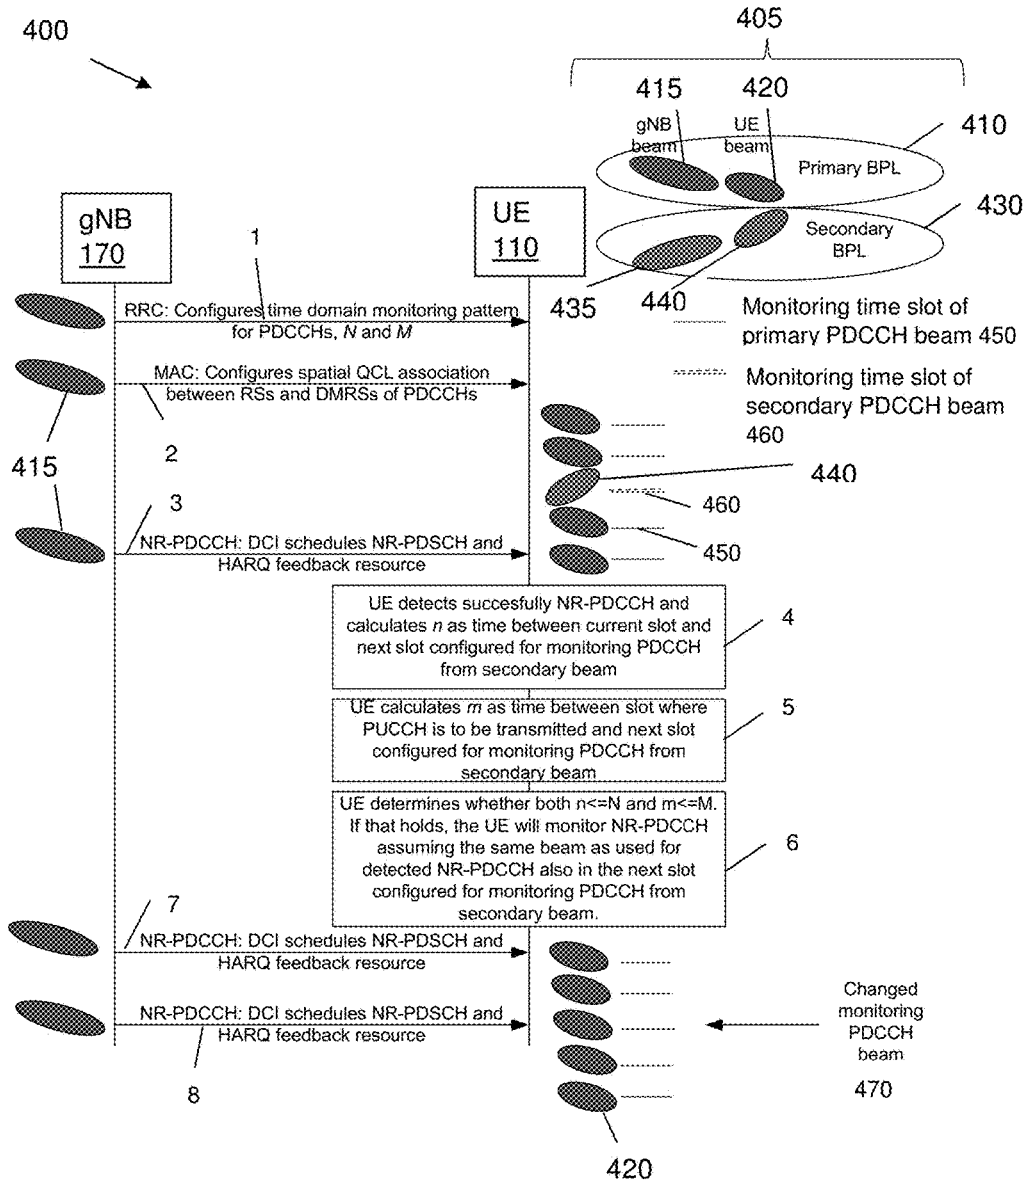 400
405
415
420
gNB
beam
UE
beam
410
Primary BPL
430
Secondary
BPL
435
440
gNB
170
UE
110
1
RRC: Configures time domain monitoring pattern
for PDCCHs, N and M
Monitoring time slot of
primary PDCCH beam 450
MAC: Configures spatial QCL association
between RSs and DMRSs of PDCCHs
Monitoring time slot of
secondary PDCCH beam
460
2
415
440
3
460
NR-PDCCH: DCI schedules NR-PDSCH and
HARQ feedback resource
450
UE detects succesfully NR-PDCCH and
calculates n as time between current slot and
next slot configured for monitoring PDCCH
from secondary beam
4
UE calculates m as time between slot where
PUCCH is to be transmitted and next slot
configured for monitoring PDCCH from
secondary beam
5
UE determines whether both n<=N and m<=M.
If that holds, the UE will monitor NR-PDCCH
assuming the same beam as used for
detected NR-PDCCH also in the next slot
configured for monitoring PDCCH from
secondary beam.
6
7
NR-PDCCH: DCI schedules NR-PDSCH and
HARQ feedback resource
NR-PDCCH: DCI schedules NR-PDSCH and
HARQ feedback resource
8
Changed
monitoring
PDCCH
beam
470
420